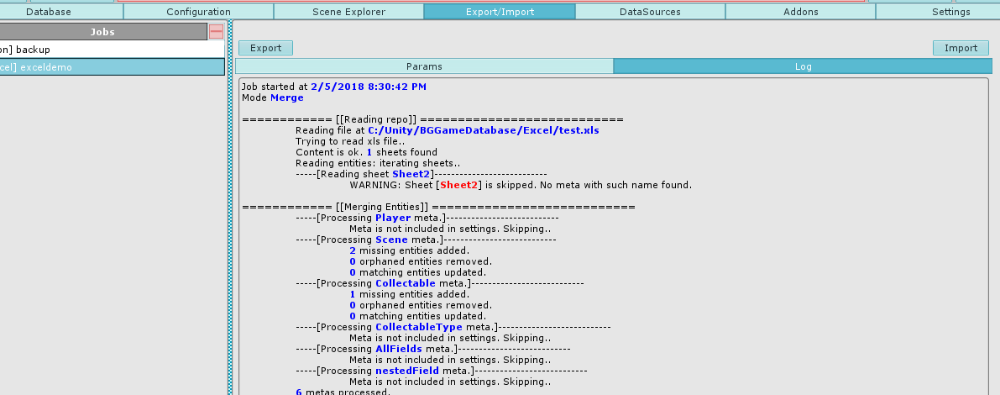 Database Configuration Scene Explorer Export/Import DataSources Addons Settings
Jobs
on] backup
cel] exceldemo
Export Import
Params Log
Job started at 2/5/2018 8:30:42 PM
Mode Merge
============ [[Reading repo]] ===========================
Reading file at C:/Unity/BGGameDatabase/Excel/test.xls
Trying to read xls file..
Content is ok. 1 sheets found
Reading entities: iterating sheets..
-----[Reading sheet Sheet2]---------------------------
WARNING: Sheet [Sheet2] is skipped. No meta with such name found.
============ [[Merging Entities]] ===========================
-----[Processing Player meta.]---------------------------
Meta is not included in settings. Skipping..
-----[Processing Scene meta.]---------------------------
2 missing entities added.
0 orphaned entities removed.
0 matching entities updated.
-----[Processing Collectable meta.]---------------------------
1 missing entities added.
0 orphaned entities removed.
0 matching entities updated.
-----[Processing CollectableType meta.]---------------------------
Meta is not included in settings. Skipping..
-----[Processing AllFields meta.]---------------------------
Meta is not included in settings. Skipping..
-----[Processing nestedField meta.]---------------------------
Meta is not included in settings. Skipping..
6 metas processed.